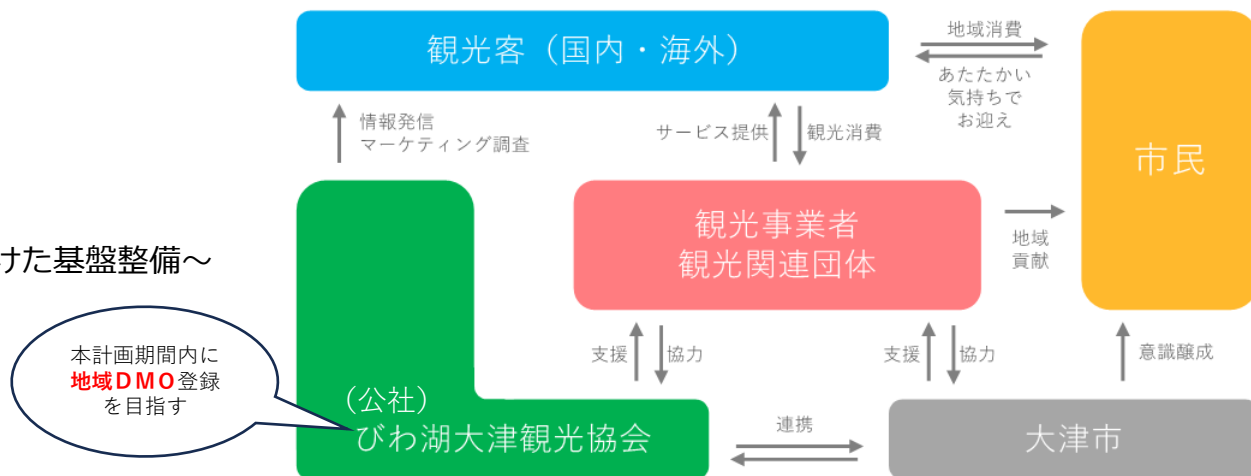 観光客（国内・海外）
地域消費
あたたかい
気持ちで
お迎え
情報発信
マーケティング調査
サービス提供
観光消費
市民
観光事業者
観光関連団体
地域
貢献
けた基盤整備～
本計画期間内に
地域ＤＭＯ登録
を目指す
支援
協力
支援
協力
意識醸成
（公社）
びわ湖大津観光協会
連携
大津市